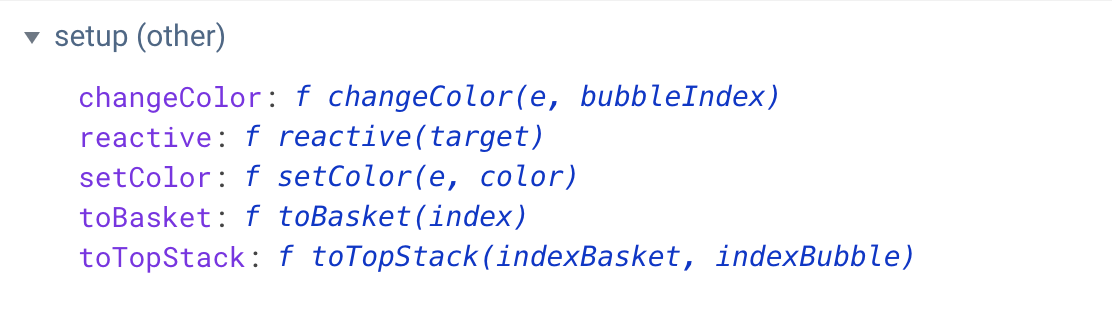 setup (other)
changeColor: f changeColor(e, bubbleIndex)
reactive: f reactive(target)
setColor: f setColor(e, color)
toBasket: f toBasket(index)
toTopStack: f toTopStack(indexBasket, indexBubble)